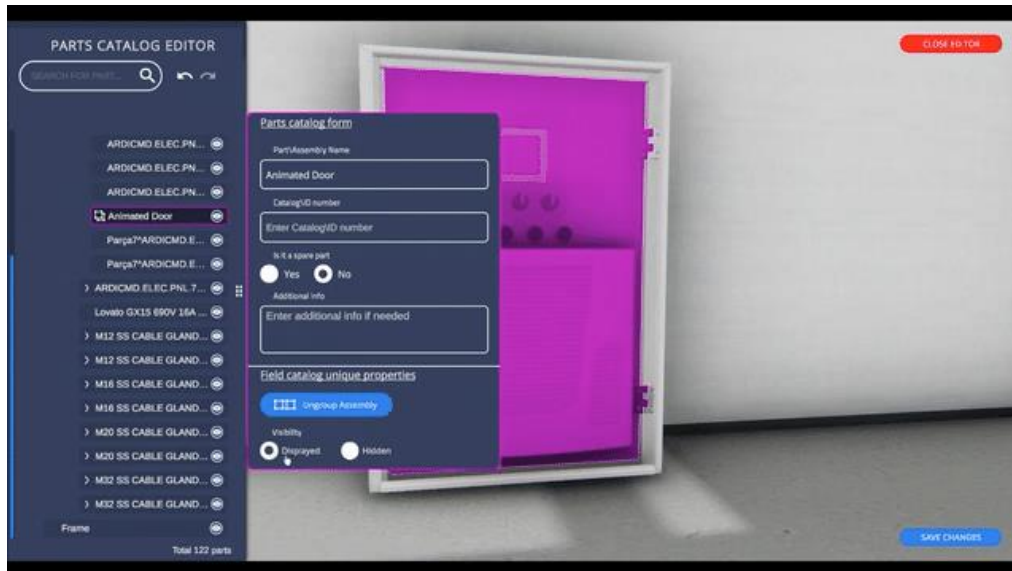 PARTS CATALOG EDITOR
SEARCH FOR PART...
CLOSE EDITOR
ARDICMD.ELEC.PN...
ARDICMD.ELEC.PN...
ARDICMD.ELEC.PN...
Animated Door
Parça7^ARDICMD.E...
Parça7^ARDICMD.E...
ARDICMD.ELEC.PNL.7...
Lovato GX15 690V 16A ...
M12 SS CABLE GLAND...
M12 SS CABLE GLAND...
M16 SS CABLE GLAND...
M16 SS CABLE GLAND...
M20 SS CABLE GLAND...
M20 SS CABLE GLAND...
M32 SS CABLE GLAND...
M32 SS CABLE GLAND...
Frame
Total 122 parts
Parts catalog form
Part\Assembly Name
Animated Door
Catalog\ID number
Enter Catalog\ID number
Is it a spare part
Yes No
Additional info
Enter additional info if needed
Field catalog unique properties
Ungroup Assembly
Visibility
Displayed Hidden
SAVE CHANGES